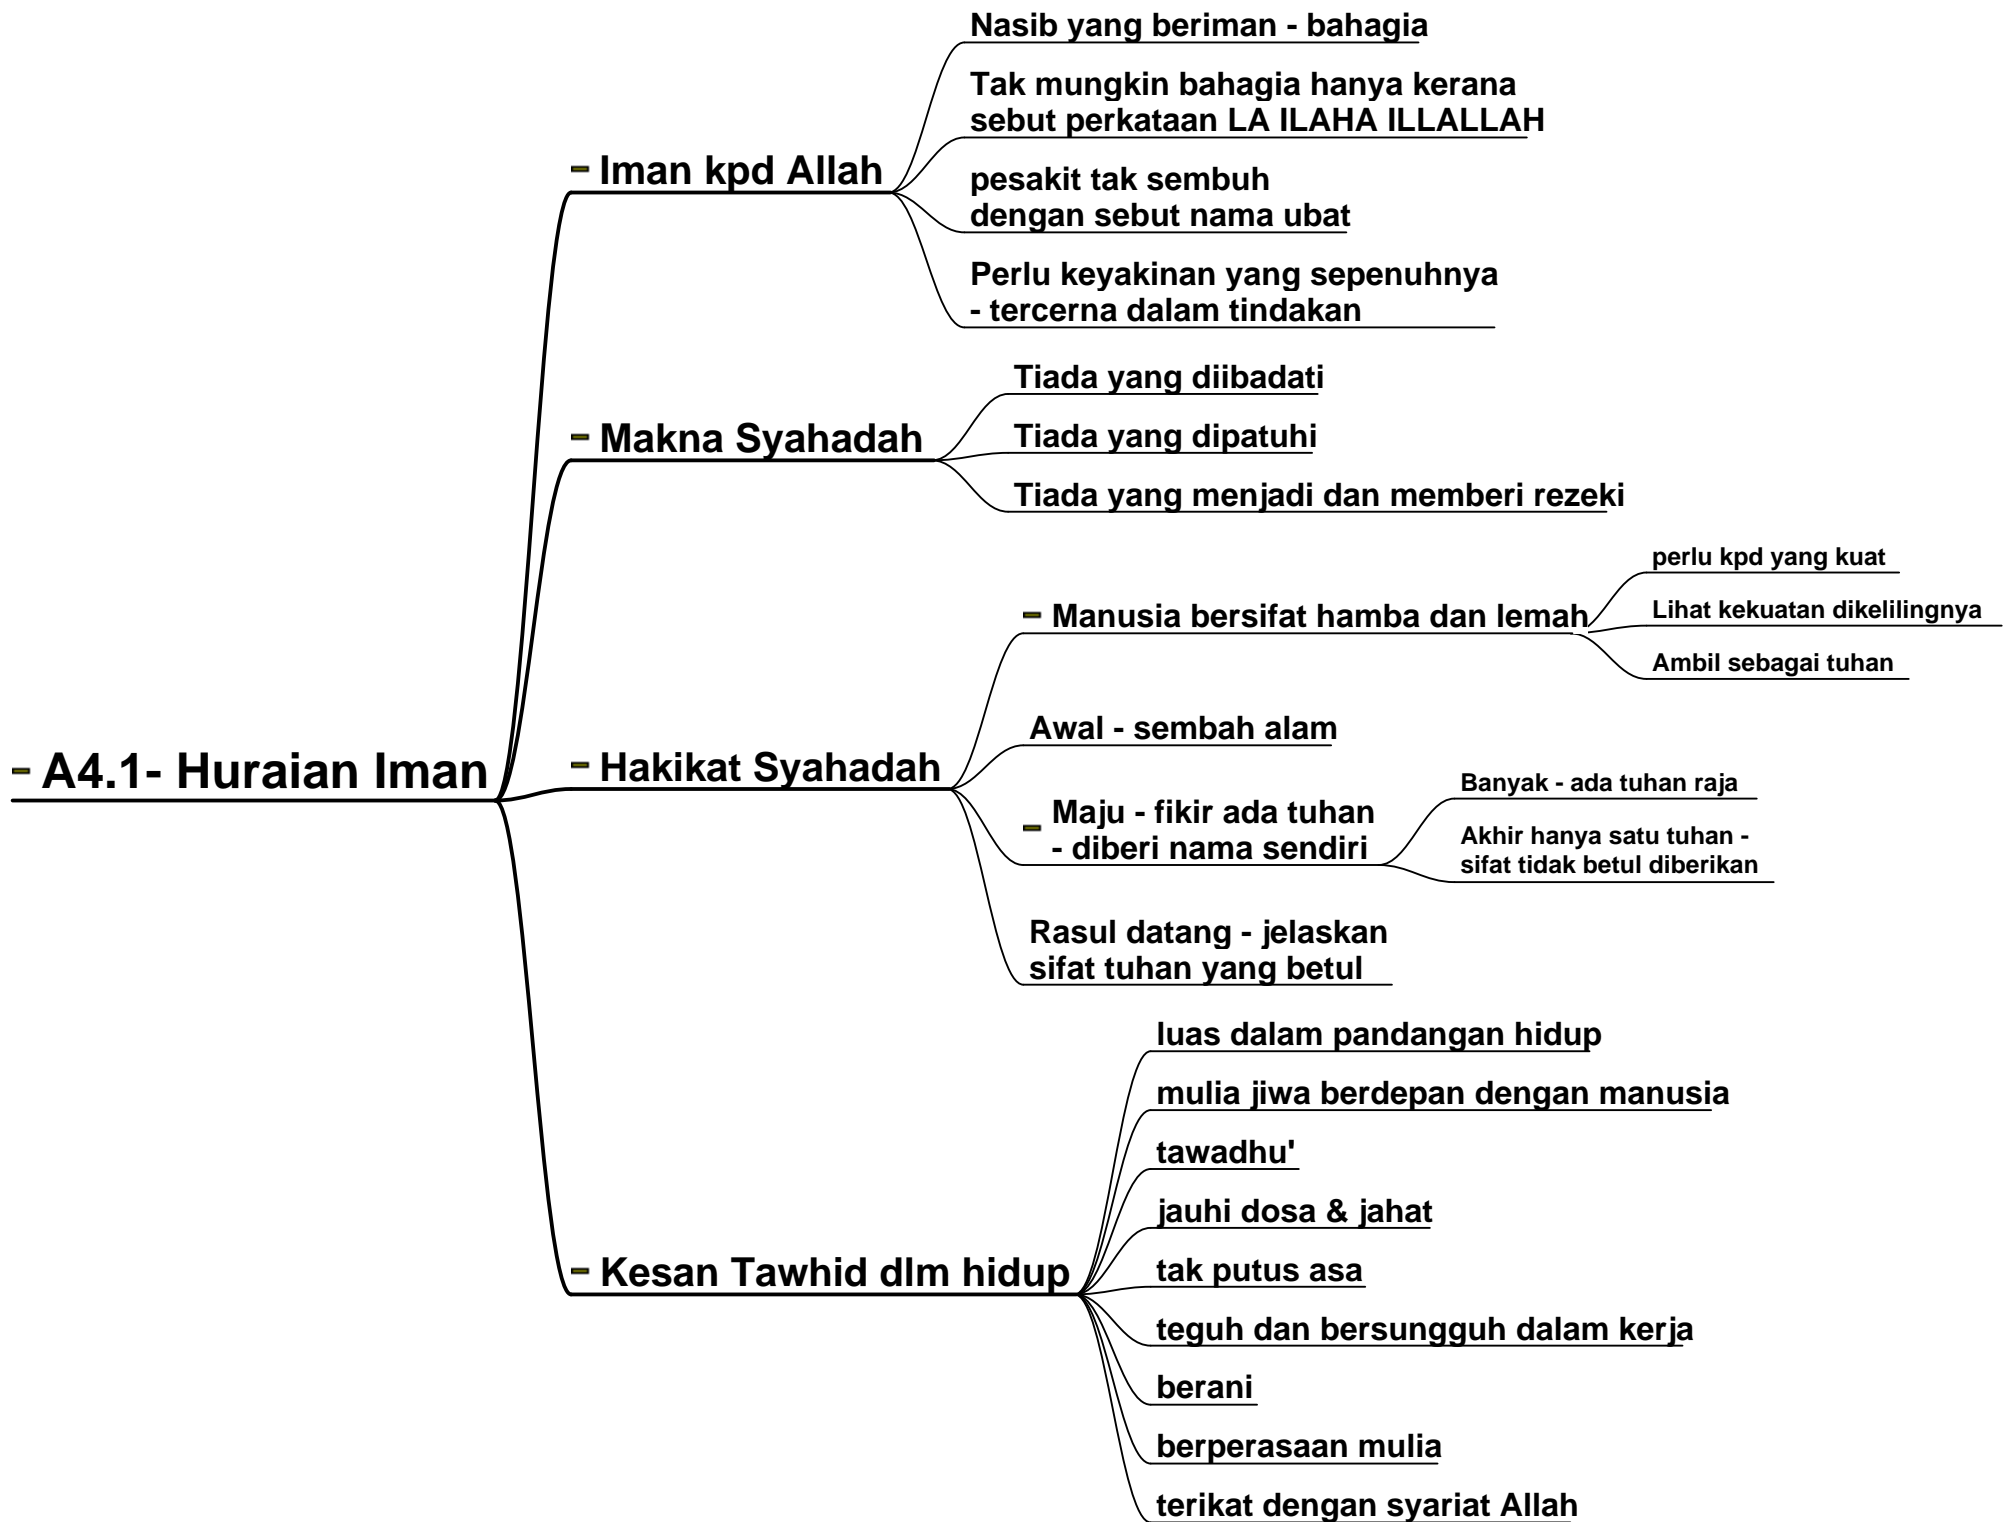 - A4.1- Huraian Iman
- Iman kpd Allah
Nasib yang beriman - bahagia
Tak mungkin bahagia hanya kerana
sebut perkataan LA ILAHA ILLALLAH
pesakit tak sembuh
dengan sebut nama ubat
Perlu keyakinan yang sepenuhnya
- tercerna dalam tindakan
- Makna Syahadah
Tiada yang diibadati
Tiada yang dipatuhi
Tiada yang menjadi dan memberi rezeki
- Hakikat Syahadah
- Manusia bersifat hamba dan lemah
perlu kpd yang kuat
Lihat kekuatan dikelilingnya
Ambil sebagai tuhan
Awal - sembah alam
- Maju - fikir ada tuhan
- diberi nama sendiri
Banyak - ada tuhan raja
Akhir hanya satu tuhan -
sifat tidak betul diberikan
Rasul datang - jelaskan
sifat tuhan yang betul
- Kesan Tawhid dlm hidup
luas dalam pandangan hidup
mulia jiwa berdepan dengan manusia
tawadhu'
jauhi dosa & jahat
tak putus asa
teguh dan bersungguh dalam kerja
berani
berperasaan mulia
terikat dengan syariat Allah